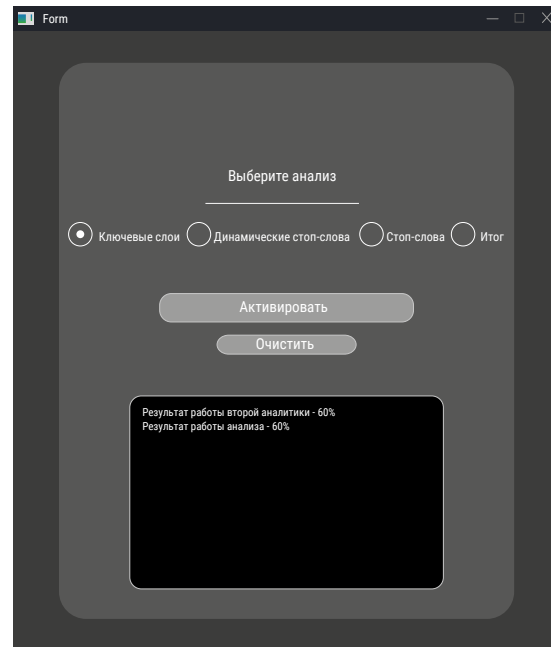 Form
Выберите анализ
Ключевые слои Динамические стоп-слова Стоп-слова Итог
Активировать
Очистить
Результат работы второй аналитики - 60%
Результат работы анализа - 60%